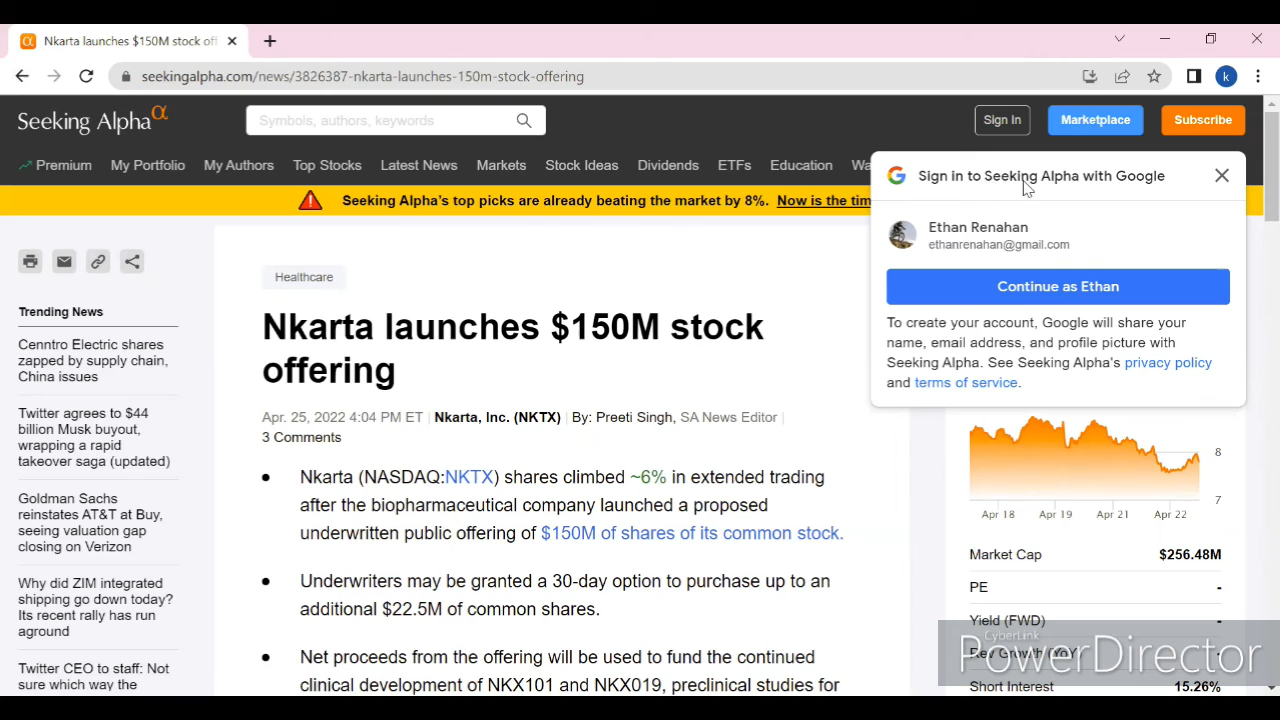 Nkarta launches $150M stock of
seekingalpha.com/news/3826387-nkarta-launches-150m-stock-offering
k
Seeking Alpha α
Symbols, authors, keywords
Sign In
Marketplace
Subscribe
Premium
My Portfolio
My Authors
Top Stocks
Latest News
Markets
Stock Ideas
Dividends
ETFs
Education
Wa
Seeking Alpha's top picks are already beating the market by 8%. Now is the tim
Sign in to Seeking Alpha with Google
Ethan Renahan
ethanrenahan@gmail.com
Continue as Ethan
To create your account, Google will share your
name, email address, and profile picture with
Seeking Alpha. See Seeking Alpha's privacy policy
and terms of service.
Trending News
Cenntro Electric shares
zapped by supply chain,
China issues
Twitter agrees to $44
billion Musk buyout,
wrapping a rapid
takeover saga (updated)
Goldman Sachs
reinstates AT&T at Buy,
seeing valuation gap
closing on Verizon
Why did ZIM integrated
shipping go down today?
Its recent rally has run
aground
Twitter CEO to staff: Not
sure which way the
Healthcare
Nkarta launches $150M stock
offering
Apr. 25, 2022 4:04 PM ET | Nkarta, Inc. (NKTX) | By: Preeti Singh, SA News Editor |
3 Comments
• Nkarta (NASDAQ:NKTX) shares climbed ~6% in extended trading
after the biopharmaceutical company launched a proposed
underwritten public offering of $150M of shares of its common stock.
• Underwriters may be granted a 30-day option to purchase up to an
additional $22.5M of common shares.
• Net proceeds from the offering will be used to fund the continued
clinical development of NKX101 and NKX019, preclinical studies for
8
7
Apr 18
Apr 19
Apr 21
Apr 22
Market Cap $256.48M
PE -
Yield (FWD) -
Rev Growth (YoY) -
Short Interest 15.26%
CyberLink
PowerDirector